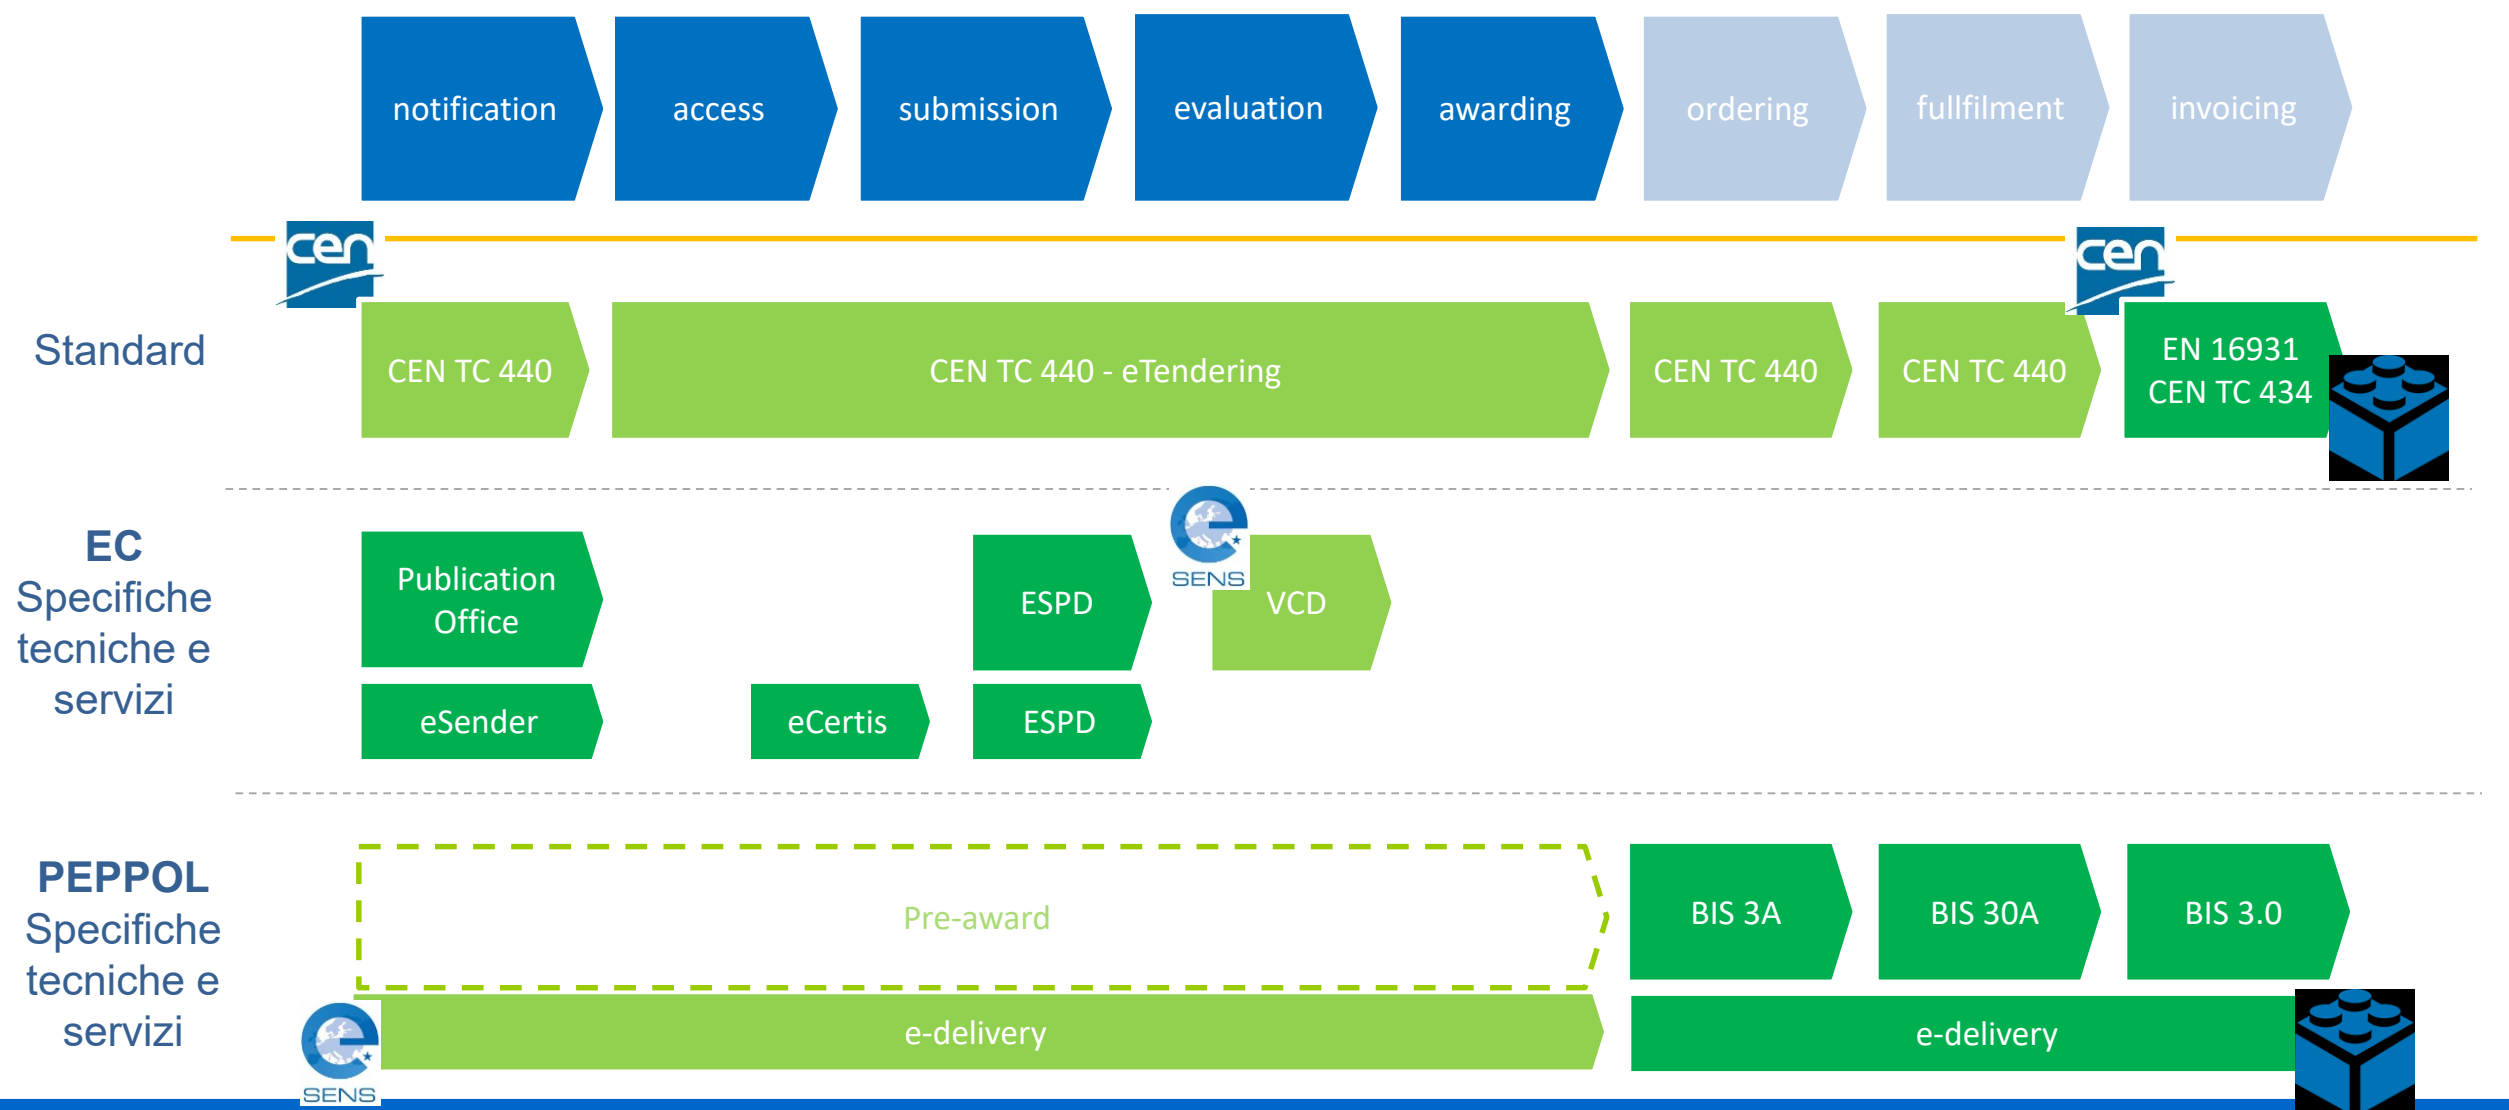 notification
access
submission
evaluation
awarding
ordering
fullfilment
invoicing
cen
cen
Standard
CEN TC 440
CEN TC 440 - eTendering
CEN TC 440
CEN TC 440
EN 16931
CEN TC 434
EC
Specifiche
tecniche e
servizi
Publication
Office
ESPD
SENS
VCD
eSender
eCertis
ESPD
PEPPOL
Specifiche
tecniche e
servizi
Pre-award
BIS 3A
BIS 30A
BIS 3.0
SENS
e-delivery
e-delivery